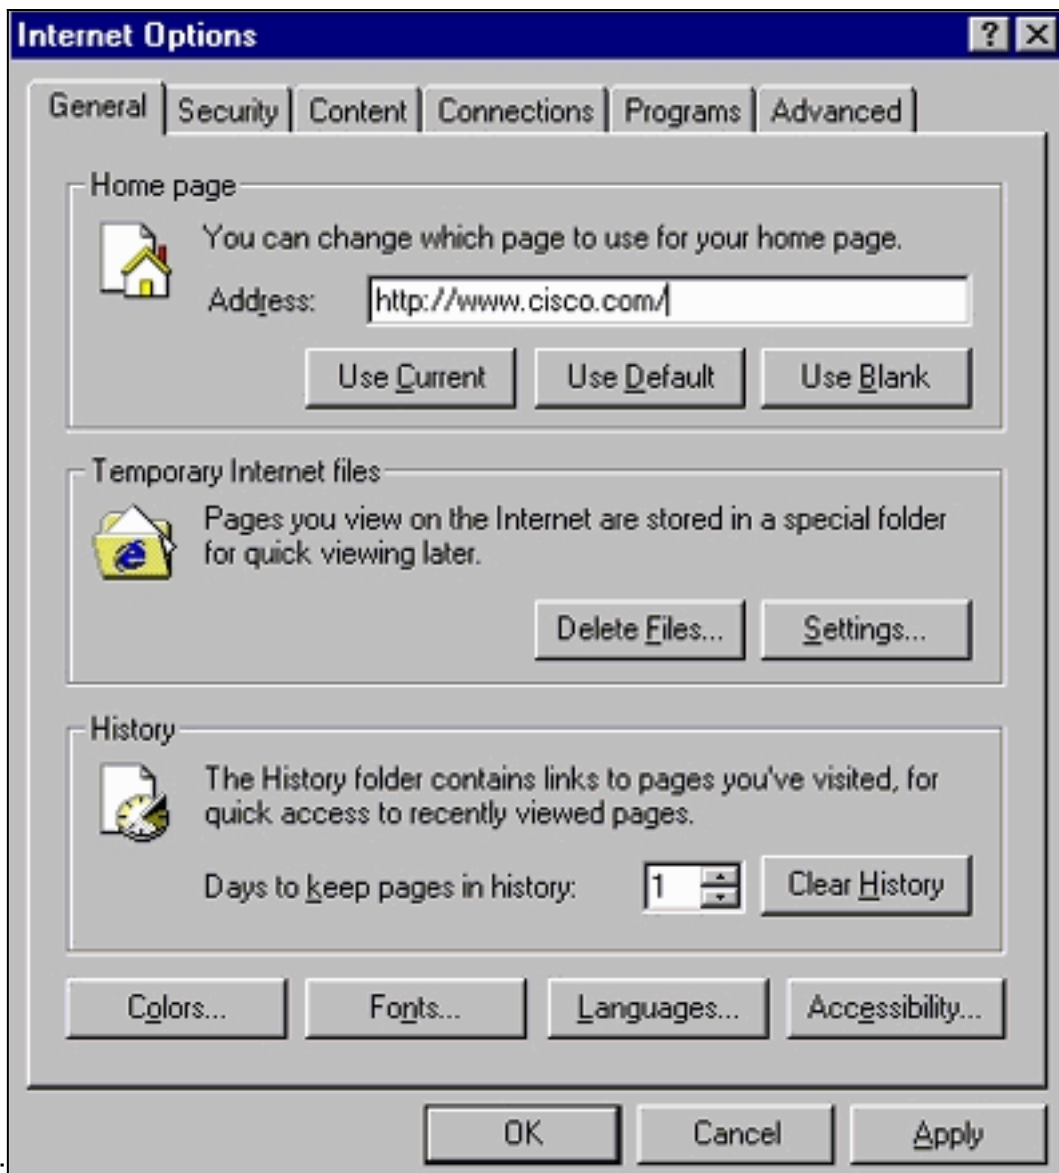 Internet Options
General Security Content Connections Programs Advanced
Home page
You can change which page to use for your home page.
Address: http://www.cisco.com/
Use Current Use Default Use Blank
Temporary Internet files
Pages you view on the Internet are stored in a special folder
for quick viewing later.
Delete Files... Settings...
History
The History folder contains links to pages you've visited, for
quick access to recently viewed pages.
Days to keep pages in history: 1 Clear History
Colors... Fonts... Languages... Accessibility...
OK Cancel Apply
.